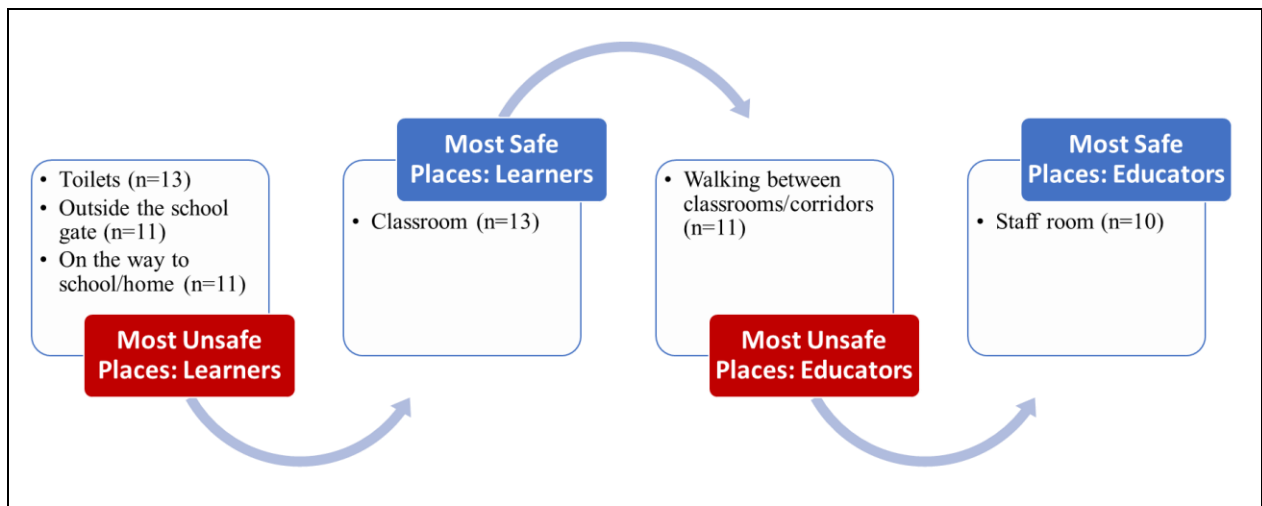 • Toilets (n=13)
• Outside the school
gate (n=11)
• On the way to
school/home (n=11)
Most Unsafe
Places: Learners
Most Safe
Places: Learners
• Classroom (n=13)
• Walking between
classrooms/corridors
(n=11)
Most Unsafe
Places: Educators
Most Safe
Places: Educators
• Staff room (n=10)